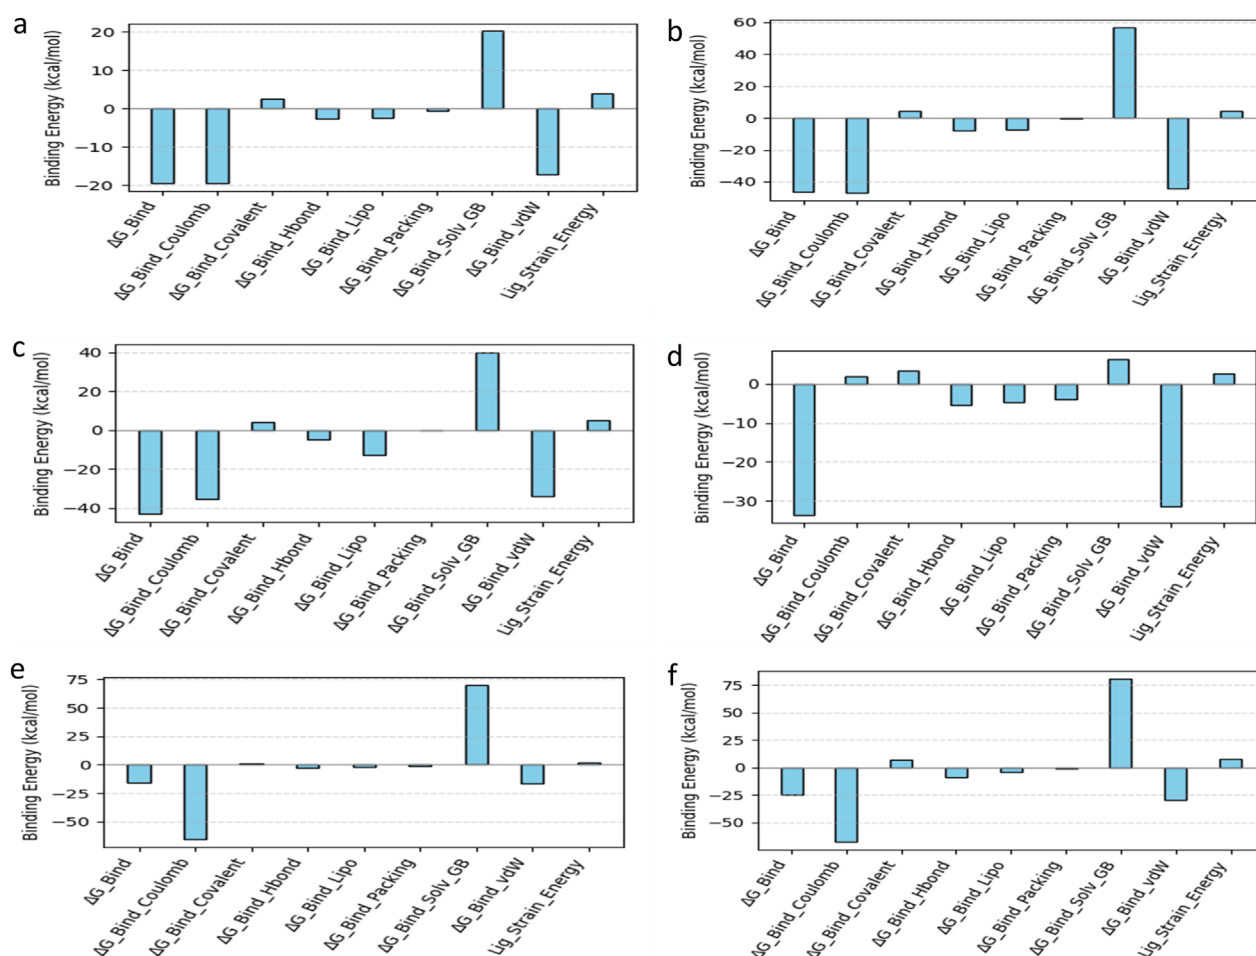 a
Binding Energy (kcal/mol)
20
10
0
−10
−20
ΔG_Bind
ΔG_Bind_Coulomb
ΔG_Bind_Covalent
ΔG_Bind_Hbond
ΔG_Bind_Lipo
ΔG_Bind_Packing
ΔG_Bind_Solv_GB
ΔG_Bind_vdW
Lig_Strain_Energy
b
Binding Energy (kcal/mol)
60
40
20
0
−20
−40
ΔG_Bind
ΔG_Bind_Coulomb
ΔG_Bind_Covalent
ΔG_Bind_Hbond
ΔG_Bind_Lipo
ΔG_Bind_Packing
ΔG_Bind_Solv_GB
ΔG_Bind_vdW
Lig_Strain_Energy
c
Binding Energy (kcal/mol)
40
20
0
−20
−40
ΔG_Bind
ΔG_Bind_Coulomb
ΔG_Bind_Covalent
ΔG_Bind_Hbond
ΔG_Bind_Lipo
ΔG_Bind_Packing
ΔG_Bind_Solv_GB
ΔG_Bind_vdW
Lig_Strain_Energy
d
Binding Energy (kcal/mol)
0
−10
−20
−30
ΔG_Bind
ΔG_Bind_Coulomb
ΔG_Bind_Covalent
ΔG_Bind_Hbond
ΔG_Bind_Lipo
ΔG_Bind_Packing
ΔG_Bind_Solv_GB
ΔG_Bind_vdW
Lig_Strain_Energy
e
Binding Energy (kcal/mol)
75
50
25
0
−25
−50
ΔG_Bind
ΔG_Bind_Coulomb
ΔG_Bind_Covalent
ΔG_Bind_Hbond
ΔG_Bind_Lipo
ΔG_Bind_Packing
ΔG_Bind_Solv_GB
ΔG_Bind_vdW
Lig_Strain_Energy
f
Binding Energy (kcal/mol)
75
50
25
0
−25
−50
ΔG_Bind
ΔG_Bind_Coulomb
ΔG_Bind_Covalent
ΔG_Bind_Hbond
ΔG_Bind_Lipo
ΔG_Bind_Packing
ΔG_Bind_Solv_GB
ΔG_Bind_vdW
Lig_Strain_Energy